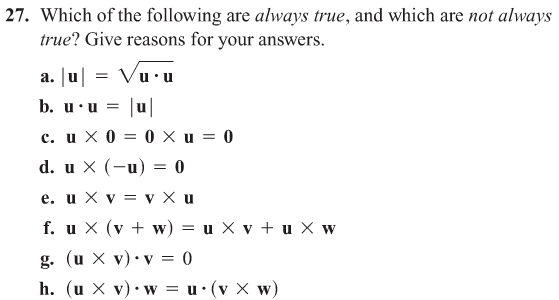 27. Which of the following are always true, and which are not always
true? Give reasons for your answers.
a. |u| = √(u · u)
b. u · u = |u|
c. u × 0 = 0 × u = 0
d. u × (−u) = 0
e. u × v = v × u
f. u × (v + w) = u × v + u × w
g. (u × v) · v = 0
h. (u × v) · w = u · (v × w)